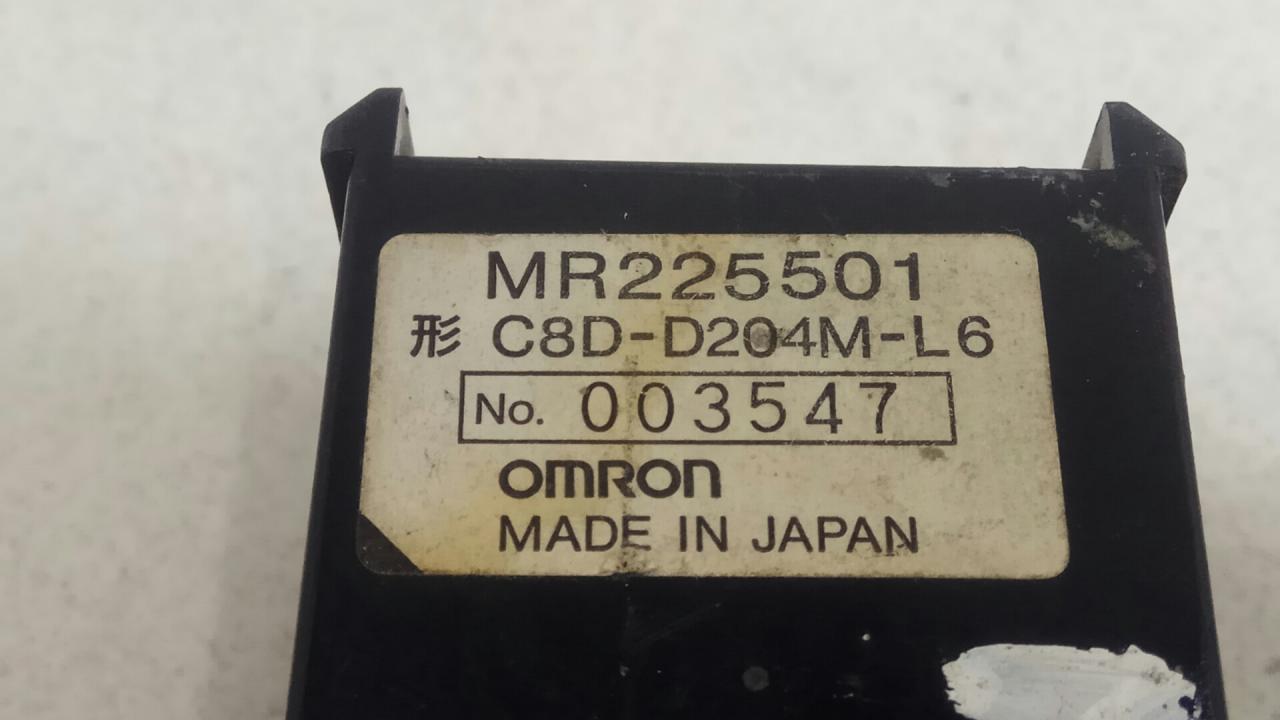 MR225501
形 C8D-D204M-L6
No. 003547
OMRON
MADE IN JAPAN